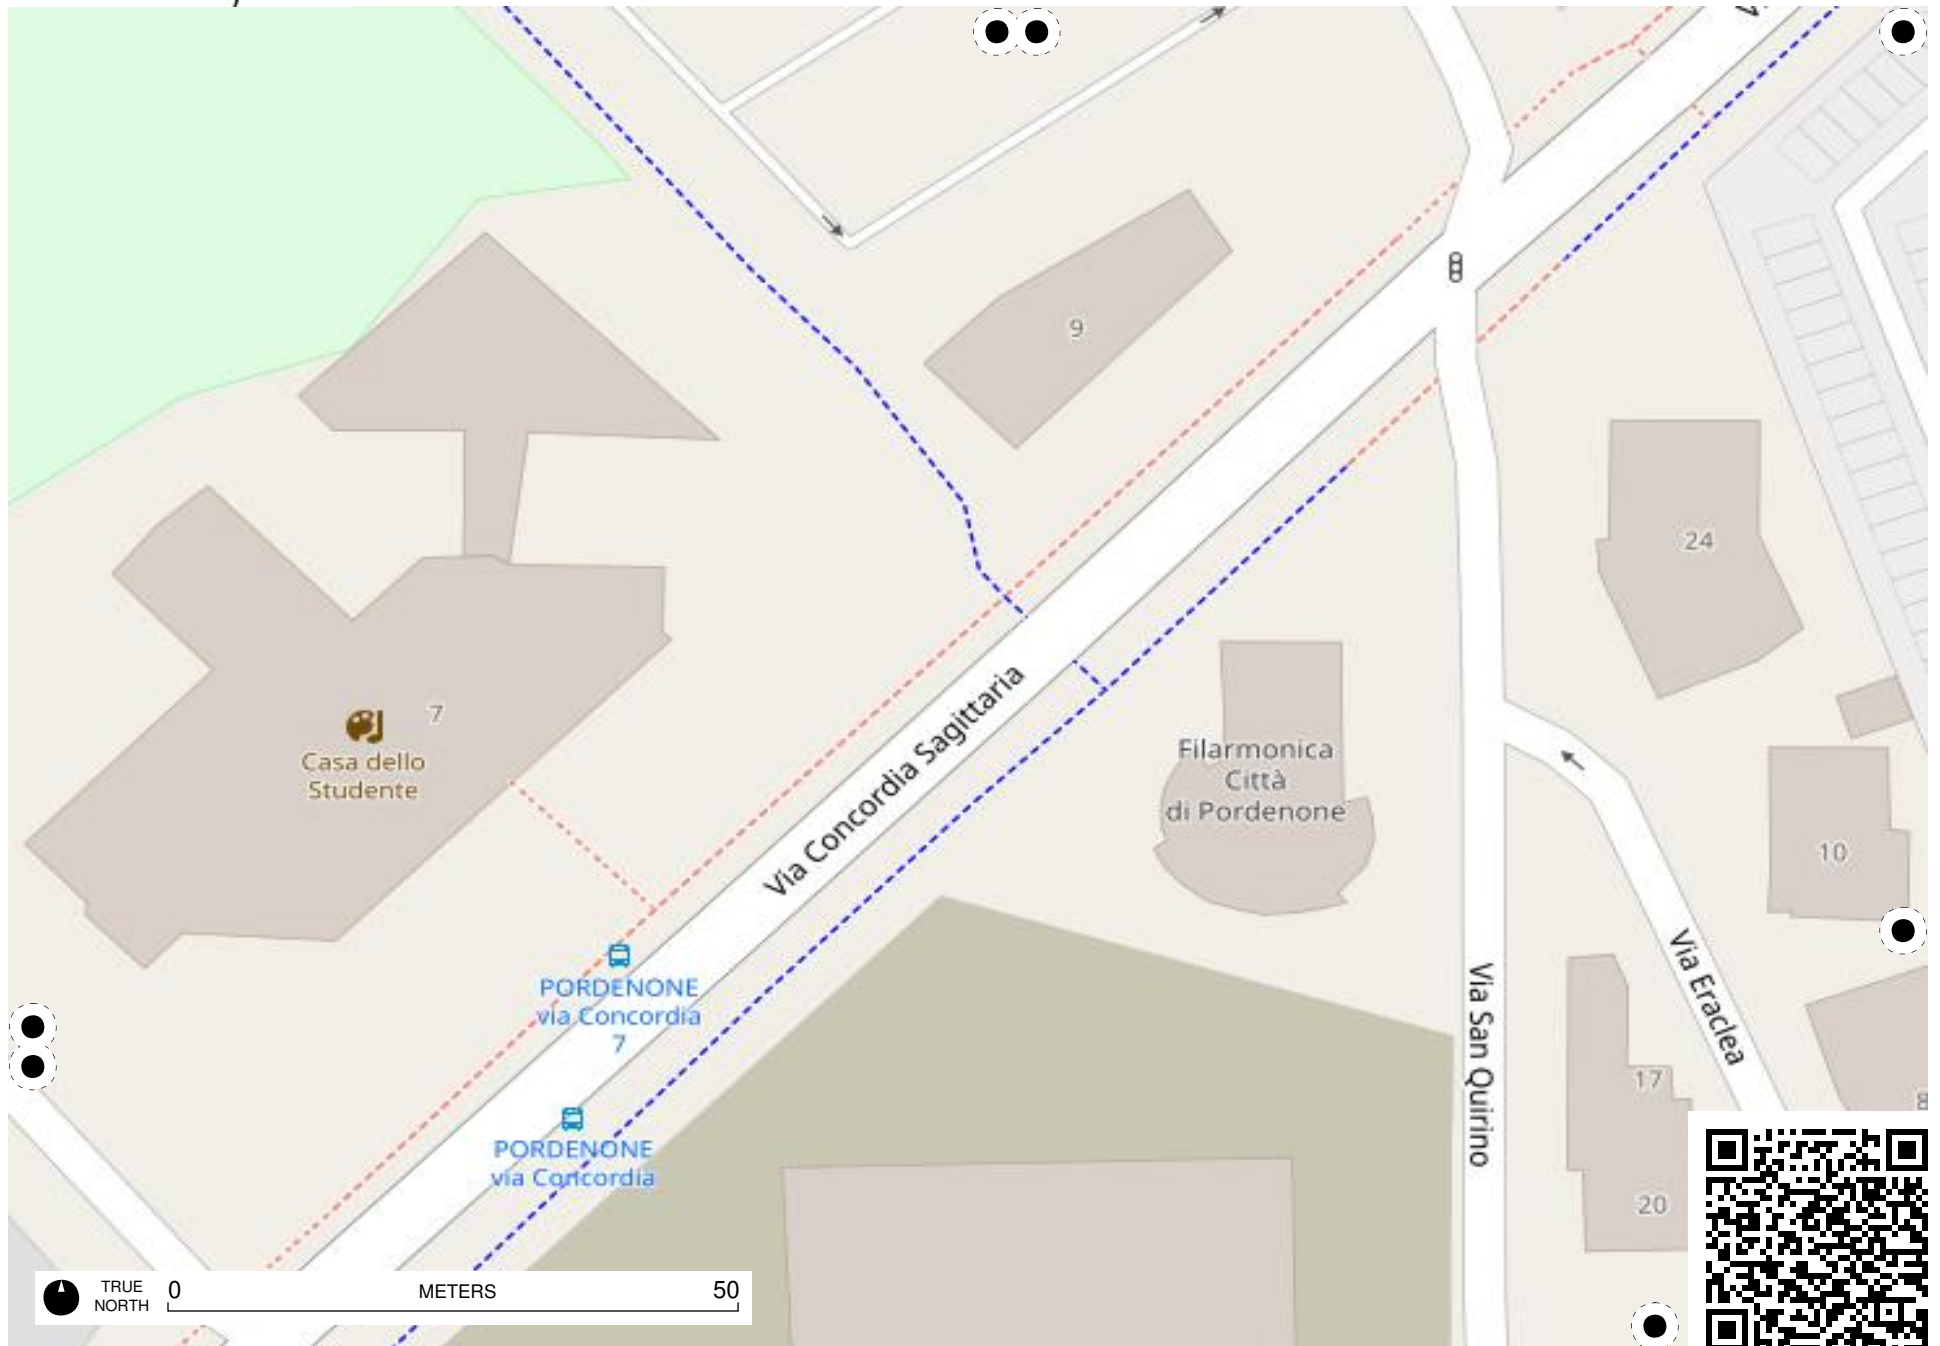 9
24
7
Casa dello
Studente
Via Concordia Sagittaria
Filarmonica
Città
di Pordenone
10
PORDENONE
via Concordia
7
Via San Quirino
Via Eraclea
17
8
PORDENONE
via Concordia
20
TRUE
NORTH
0
METERS
50